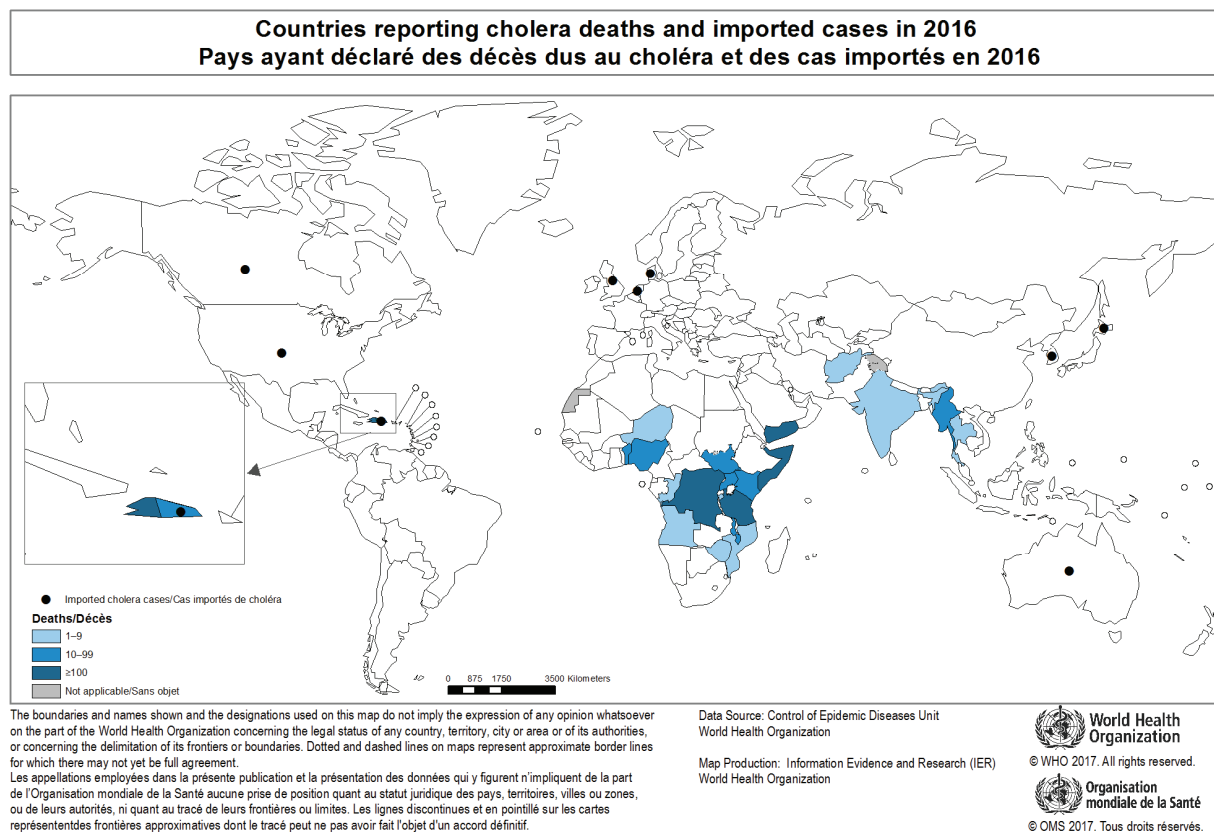 Countries reporting cholera deaths and imported cases in 2016
Pays ayant déclaré des décès dus au choléra et des cas importés en 2016
Imported cholera cases/Cas importés de choléra
Deaths/Décès
1–9
10–99
≥100
Not applicable/Sans objet
0 875 1750 3500 Kilometers
The boundaries and names shown and the designations used on this map do not imply the expression of any opinion whatsoever
on the part of the World Health Organization concerning the legal status of any country, territory, city or area or of its authorities,
or concerning the delimitation of its frontiers or boundaries. Dotted and dashed lines on maps represent approximate border lines
for which there may not yet be full agreement.
Les appellations employées dans la présente publication et la présentation des données qui y figurent n'impliquent de la part
de l'Organisation mondiale de la Santé aucune prise de position quant au statut juridique des pays, territoires, villes ou zones,
ou de leurs autorités, ni quant au tracé de leurs frontières ou limites. Les lignes discontinues et en pointillé sur les cartes
représentendes frontières approximatives dont le tracé peut ne pas avoir fait l'objet d'un accord définitif.
Data Source: Control of Epidemic Diseases Unit
World Health Organization
Map Production: Information Evidence and Research (IER)
World Health Organization
World Health
Organization
© WHO 2017. All rights reserved.
Organisation
mondiale de la Santé
© OMS 2017. Tous droits réservés.